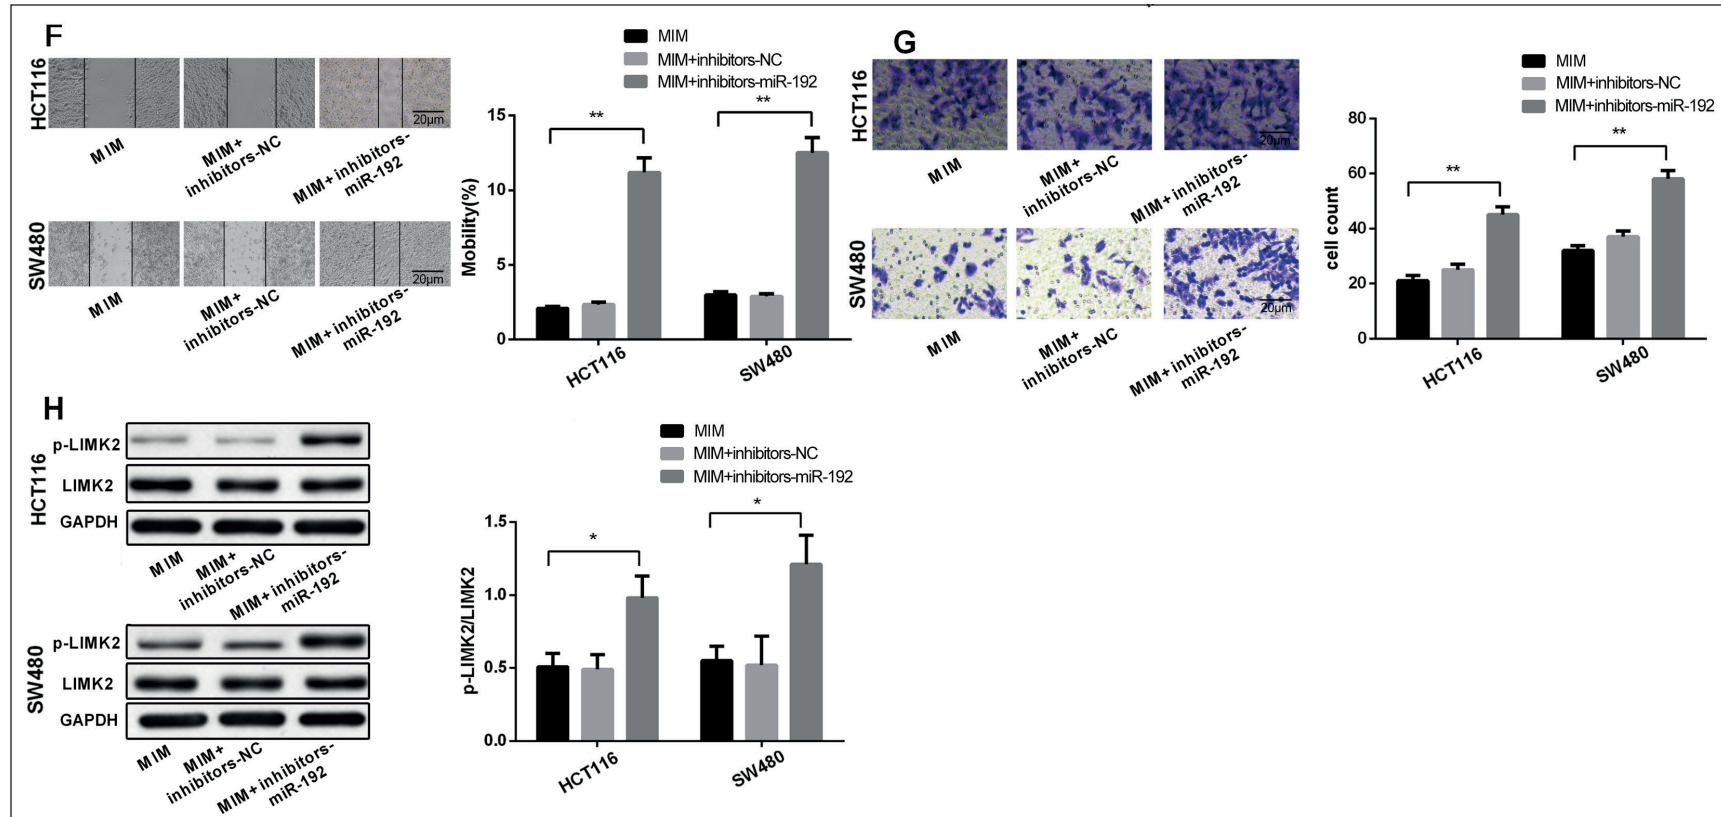 F
HCT116
20μm
MIM
MIM+
inhibitors-NC
MIM+ inhibitors-
miR-192
SW480
20μm
MIM
MIM+
inhibitors-NC
MIM+ inhibitors-
miR-192
MIM
MIM+inhibitors-NC
MIM+inhibitors-miR-192
Mobility(%)
15
10
5
0
**
**
HCT116
SW480
G
HCT116
20μm
MIM
MIM+
inhibitors-NC
MIM+ inhibitors-
miR-192
SW480
20μm
MIM
MIM+
inhibitors-NC
MIM+ inhibitors-
miR-192
MIM
MIM+inhibitors-NC
MIM+inhibitors-miR-192
cell count
80
60
40
20
0
**
**
HCT116
SW480
H
HCT116
p-LIMK2
LIMK2
GAPDH
MIM
MIM+
inhibitors-NC
MIM+ inhibitors-
miR-192
SW480
p-LIMK2
LIMK2
GAPDH
MIM
MIM+
inhibitors-NC
MIM+ inhibitors-
miR-192
MIM
MIM+inhibitors-NC
MIM+inhibitors-miR-192
p-LIMK2/LIMK2
1.5
1.0
0.5
0.0
*
*
HCT116
SW480